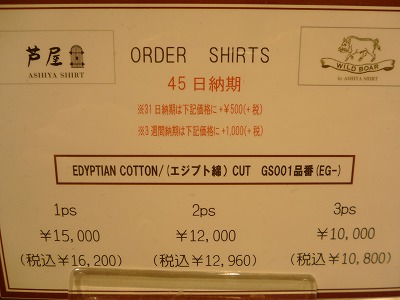 芦屋
ASHIYA SHIRT
ORDER SHIRTS
WILD BOAR
by ASHIYA SHIRT
45日納期
※31日納期は下記価格に+¥500(+税)
※3週間納期は下記価格に+1,000(+税)
EDYPTIAN COTTON/(エジプト綿) CUT GS001品番(EG-)
1ps 2ps 3ps
¥15,000 ¥12,000 ¥10,000
(税込¥16,200) (税込¥12,960) (税込¥10,800)